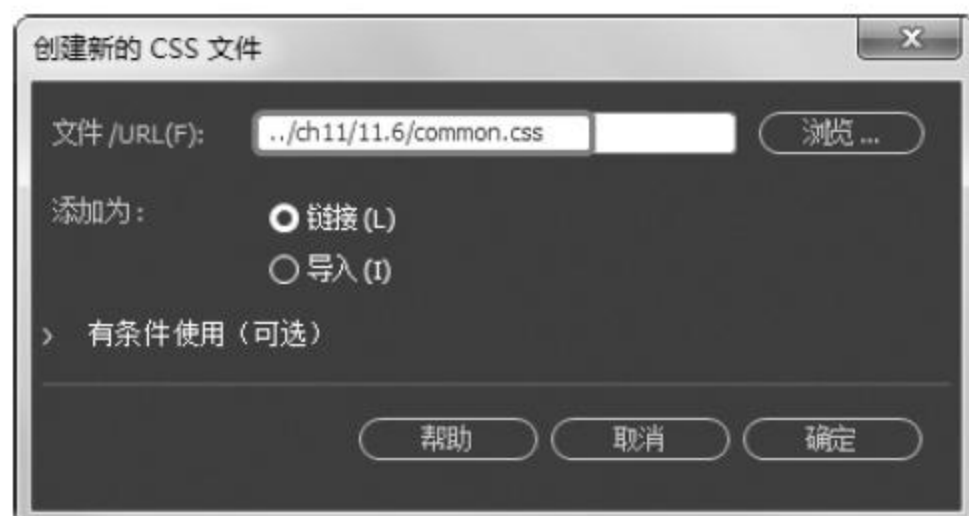 创建新的 CSS 文件
文件/URL(F): ../ch11/11.6/common.css 浏览...
添加为: 链接(L)
导入(I)
有条件使用（可选）
帮助 取消 确定